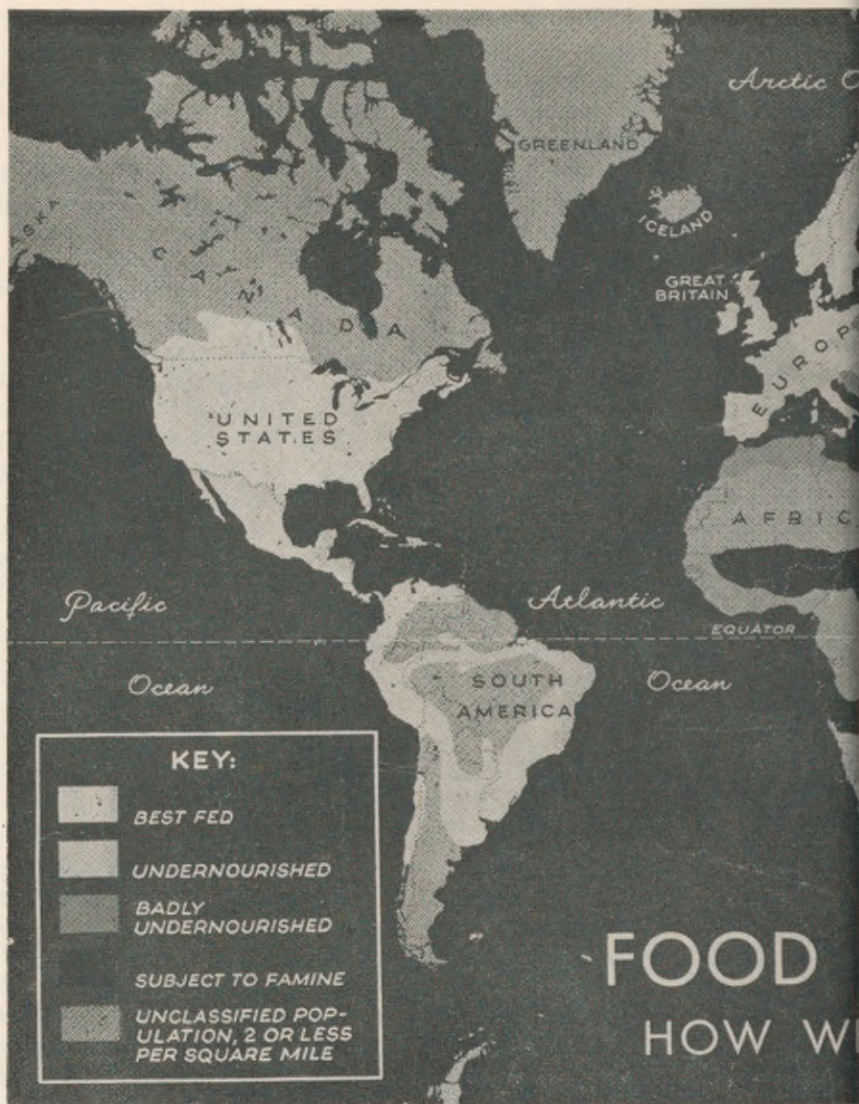 Arctic O
GREENLAND
ICELAND
ASKA
CANADA
GREAT
BRITAIN
EUROP
UNITED
STATES
AFRIC
Pacific
Atlantic
EQUATOR
Ocean
SOUTH
AMERICA
Ocean
KEY:
BEST FED
UNDERNOURISHED
BADLY
UNDERNOURISHED
SUBJECT TO FAMINE
UNCLASSIFIED POP-
ULATION, 2 OR LESS
PER SQUARE MILE
FOOD
HOW W